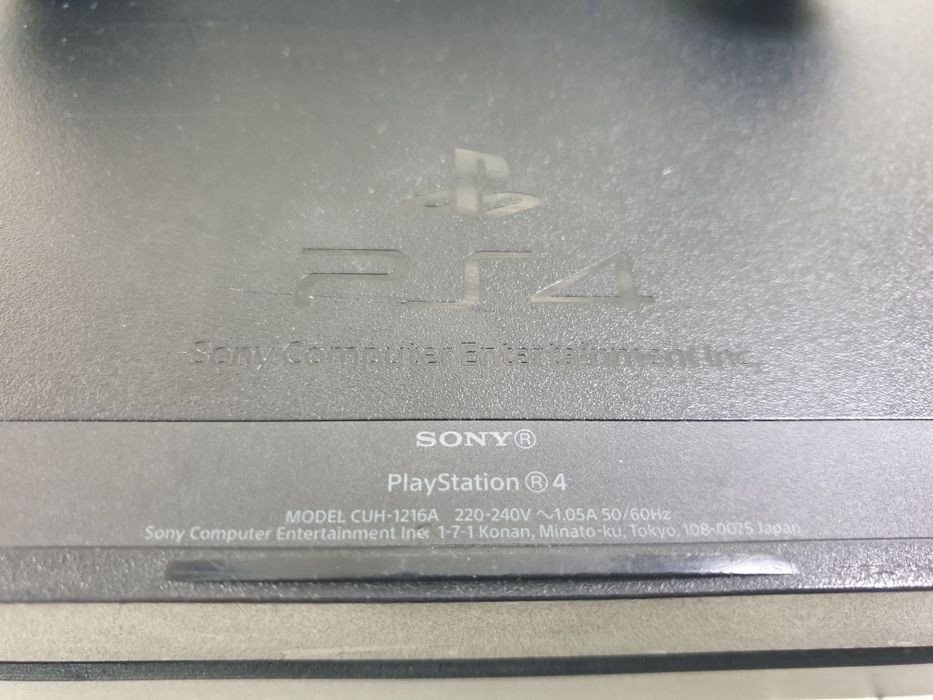 PS4
Sony Computer Entertainment Inc.
SONY®
PlayStation®4
MODEL CUH-1216A 220-240V ~1.05A 50/60Hz
Sony Computer Entertainment Inc. 1-7-1 Konan, Minato-ku, Tokyo, 108-0075 Japan